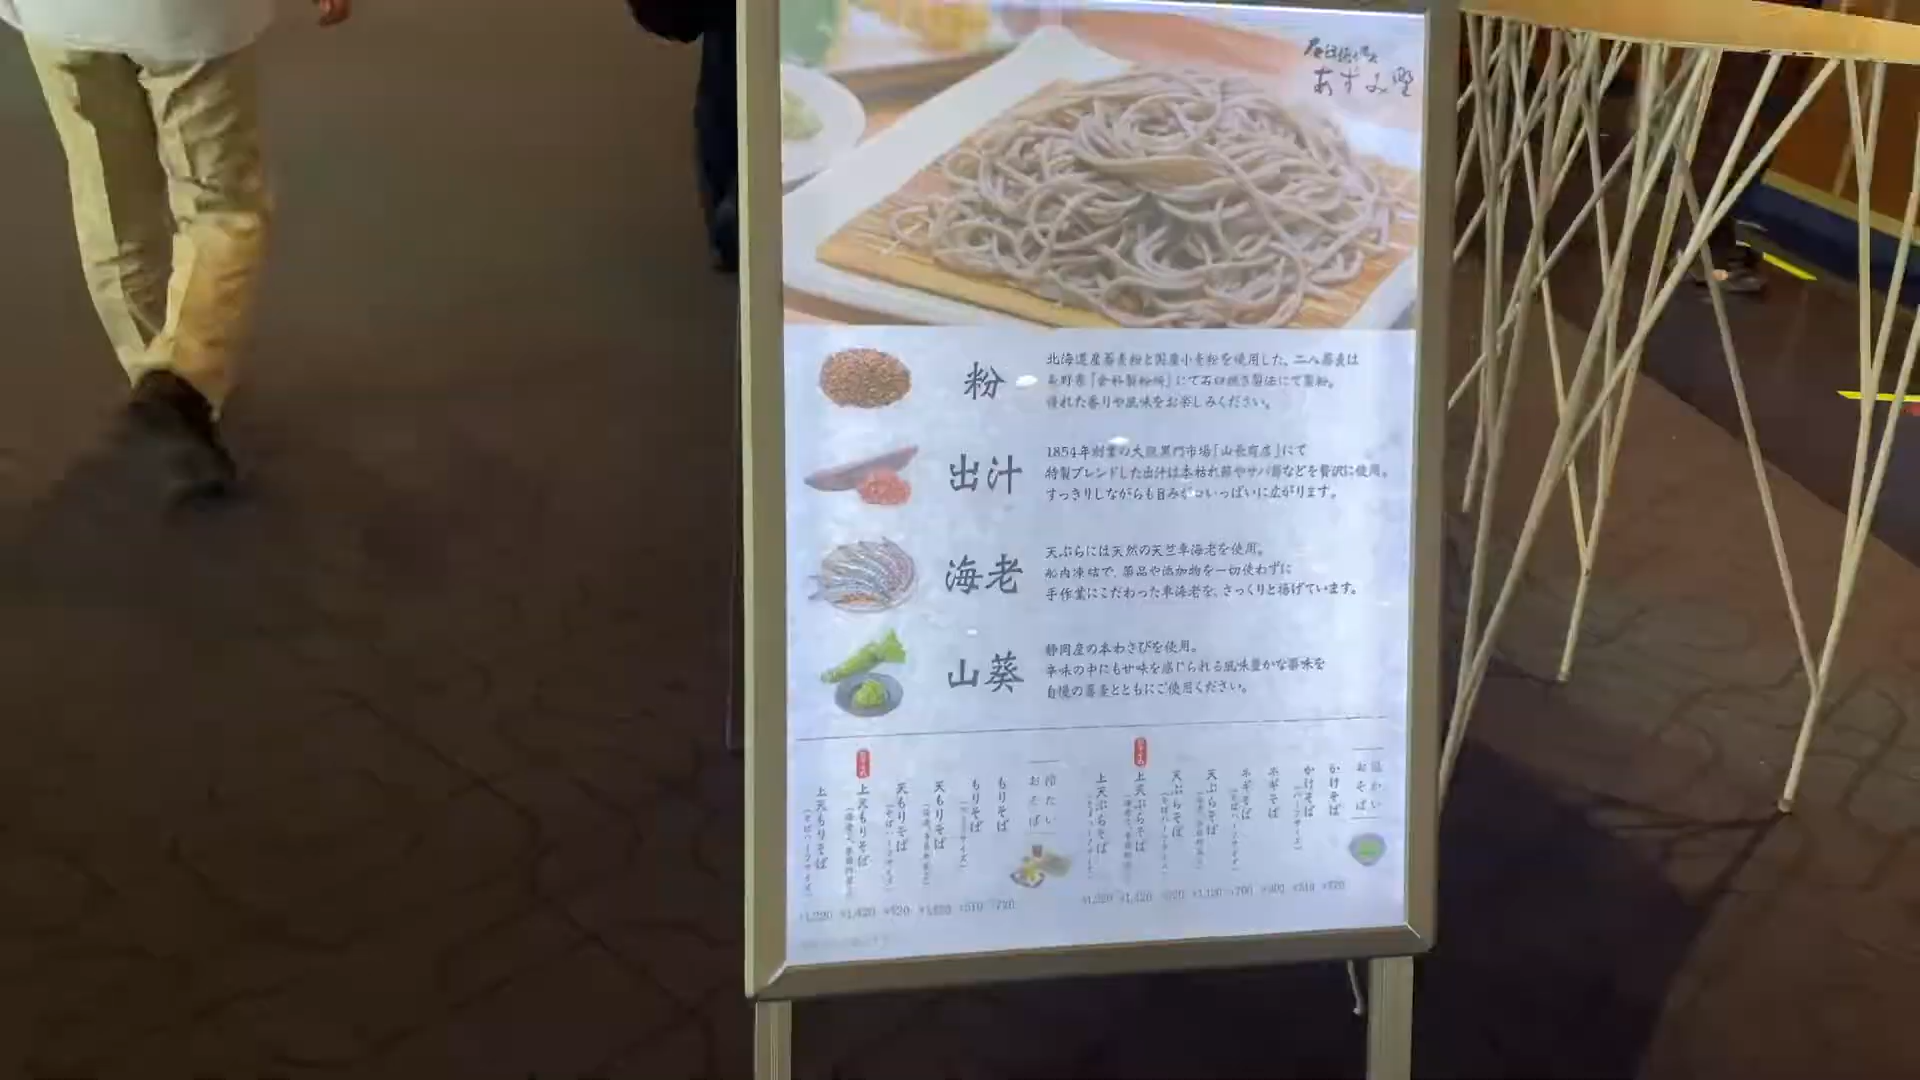 あずみ野
粉
北海道産蕎麦粉と国産小麦粉を使用した、二八蕎麦は
長野県「倉科製粉所」にて石臼挽き製法にて製粉。
優れた香りや風味をお楽しみください。
出汁
1854年創業の大阪黒門市場「山長商店」にて
特製ブレンドした出汁は本枯れ節やサバ節などを贅沢に使用。
すっきりしながらも旨みが口いっぱいに広がります。
海老
天ぷらには天然の天竺車海老を使用。
船内凍結で、薬品や添加物を一切使わずに
手作業にこだわった車海老を、さっくりと揚げています。
山葵
静岡産の本わさびを使用。
辛味の中にも甘味を感じられる風味豊かな薬味を
自慢の蕎麦とともにご使用ください。
温かい
おそば
かけそば
かけそば
ネギそば
ネギそば
天ぷらそば
天ぷらそば
上天ぷらそば
上天ぷらそば
冷たい
おそば
もりそば
もりそば
天もりそば
天もりそば
上天もりそば
上天もりそば